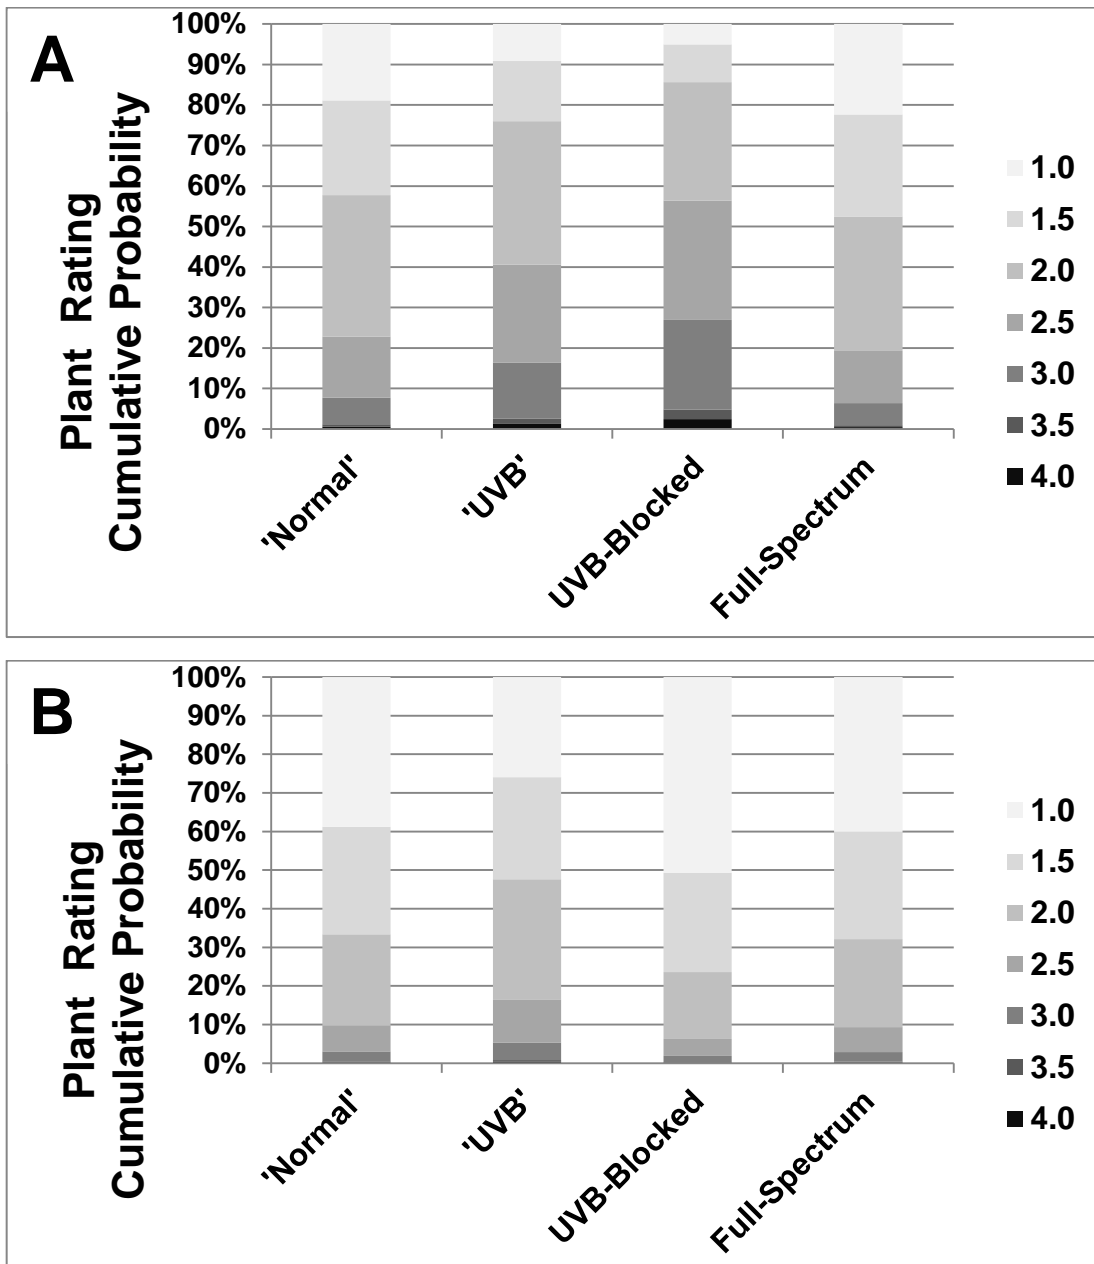 A
Plant Rating
Cumulative Probability
100%
90%
80%
70%
60%
50%
40%
30%
20%
10%
0%
'Normal'
'UVB'
UVB-Blocked
Full-Spectrum
1.0
1.5
2.0
2.5
3.0
3.5
4.0
B
Plant Rating
Cumulative Probability
100%
90%
80%
70%
60%
50%
40%
30%
20%
10%
0%
'Normal'
'UVB'
UVB-Blocked
Full-Spectrum
1.0
1.5
2.0
2.5
3.0
3.5
4.0